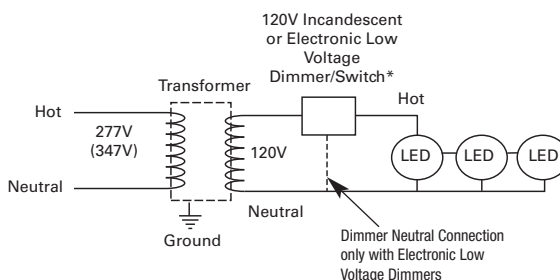 120V Incandescent
or Electronic Low
Voltage
Dimmer/Switch*
Transformer
Hot
Hot
277V
(347V)
120V
LED
LED
LED
Neutral
Neutral
Ground
Dimmer Neutral Connection
only with Electronic Low
Voltage Dimmers